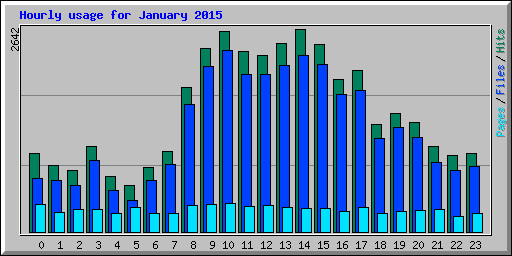 Hourly usage for January 2015
2642
Pages/Files/Hits
0 1 2 3 4 5 6 7 8 9 10 11 12 13 14 15 16 17 18 19 20 21 22 23